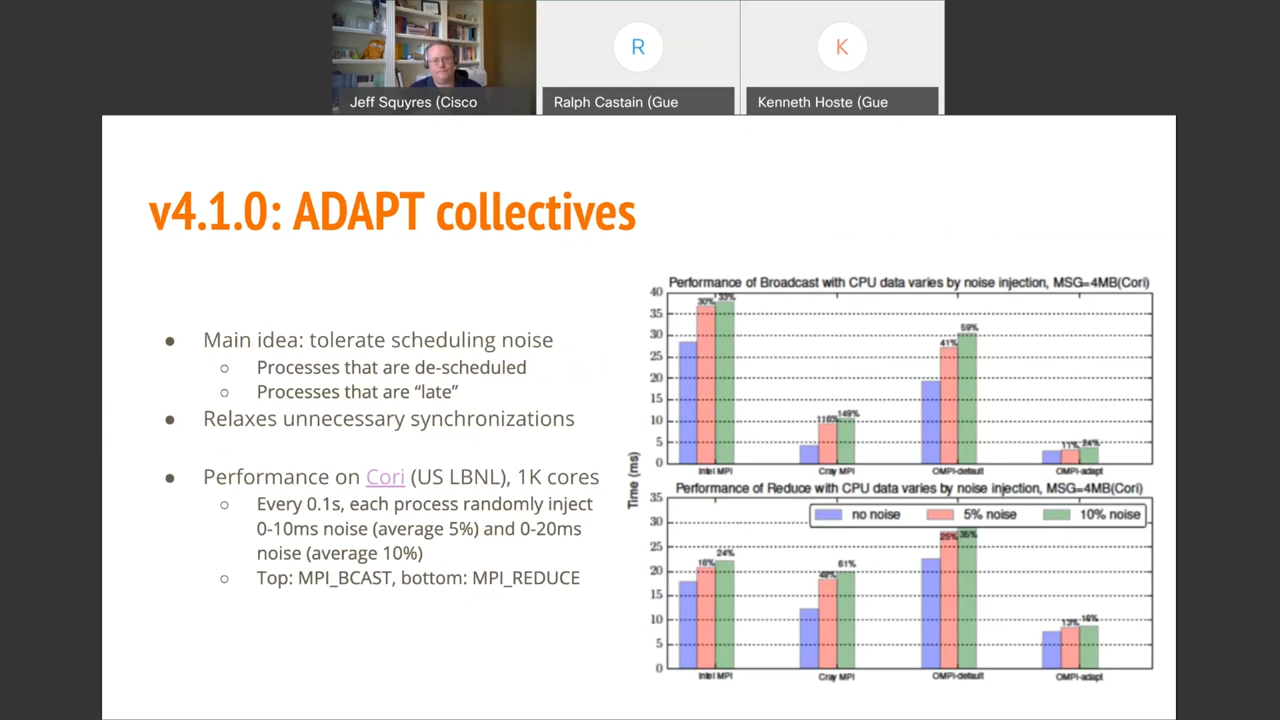 R
K
Jeff Squyres (Cisco
Ralph Castain (Gue
Kenneth Hoste (Gue
v4.1.0: ADAPT collectives
● Main idea: tolerate scheduling noise
○ Processes that are de-scheduled
○ Processes that are “late”
● Relaxes unnecessary synchronizations
● Performance on Cori (US LBNL), 1K cores
○ Every 0.1s, each process randomly inject
0-10ms noise (average 5%) and 0-20ms
noise (average 10%)
○ Top: MPI_BCAST, bottom: MPI_REDUCE
Performance of Broadcast with CPU data varies by noise injection, MSG=4MB(Cori)
40
35
30
25
20
15
10
5
0
30% 33%
116% 149%
41% 59%
11% 24%
Intel MPI Cray MPI OMPI-default OMPI-adapt
Time (ms)
Performance of Reduce with CPU data varies by noise injection, MSG=4MB(Cori)
no noise 5% noise 10% noise
35
30
25
20
15
10
5
0
16% 24%
48% 61%
25% 35%
13% 16%
Intel MPI Cray MPI OMPI-default OMPI-adapt